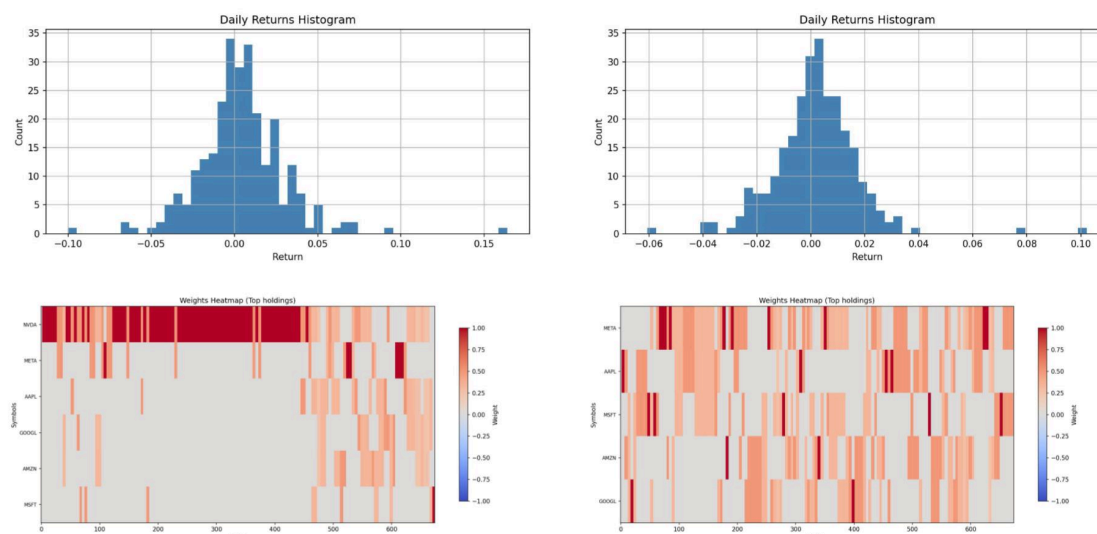 Daily Returns Histogram
35
30
25
20
15
10
5
0
Count
−0.10 −0.05 0.00 0.05 0.10 0.15
Return
Daily Returns Histogram
35
30
25
20
15
10
5
0
Count
−0.06 −0.04 −0.02 0.00 0.02 0.04 0.06 0.08 0.10
Return
Weights Heatmap (Top holdings)
NVDA
META
AAPL
GOOGL
AMZN
MSFT
Symbols
0 100 200 300 400 500 600
1.00
0.75
0.50
0.25
0.00
−0.25
−0.50
−0.75
−1.00
Weight
Weights Heatmap (Top holdings)
META
AAPL
MSFT
AMZN
GOOGL
Symbols
0 100 200 300 400 500 600
1.00
0.75
0.50
0.25
0.00
−0.25
−0.50
−0.75
−1.00
Weight